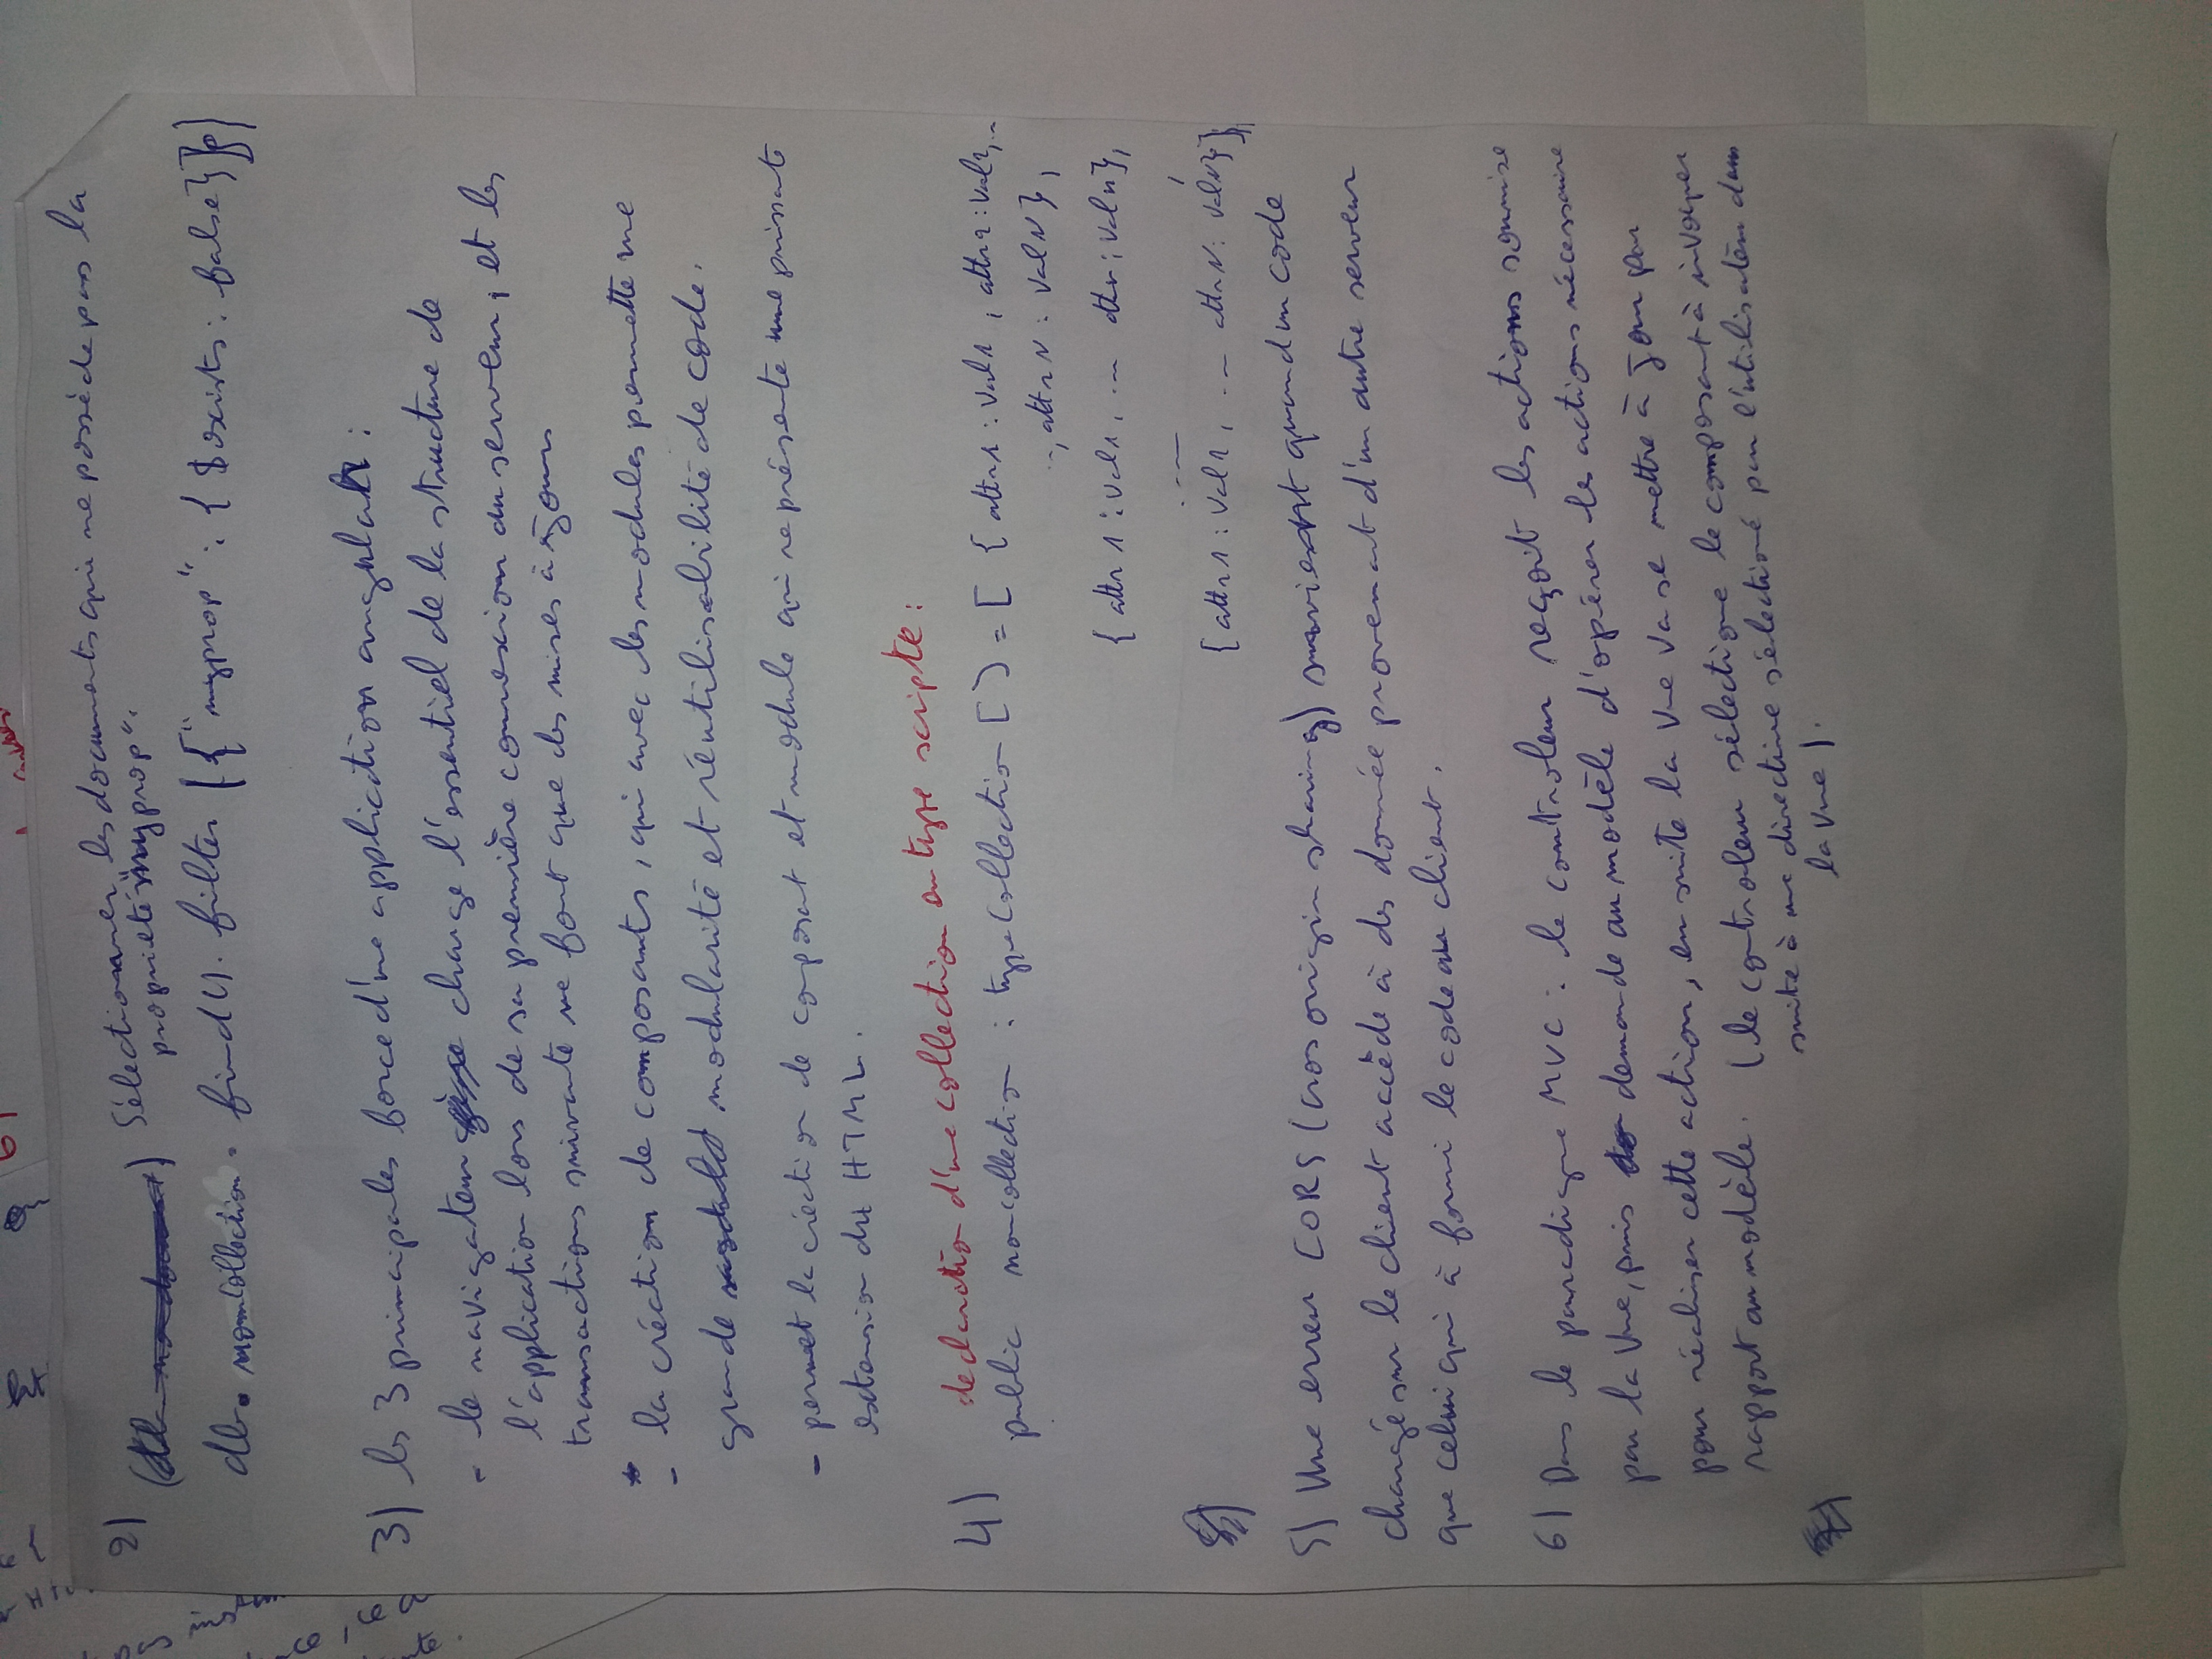 6)
2) Sélectionner les documents qui ne possède pas la
propriété "myprop".
db.nomCollection.find().filter({"myprop": {$exists: false}})
3) les 3 principales force d'une application angular :
- le navigateur charge l'essentiel de la structure de
l'application lors de sa première connexion au serveur, et les
transactions suivante ne font que des mises à jours
- la création de composants, qui avec les modules permette une
grande modularité et réutilisabilité de code.
- permet la création de composant et module qui représente une puissante
extension du HTML.
declaration d'une collection en type scripte :
4) public nomcollection : typeCollection [] = [ {attr1 : val1, attr2 : val2, ...
..., attrN : valN},
{attr1 : val1, ... attrn : valn},
.... ,
{attr1 : val1, ... attrN : valN}];
5) Une erreur CORS (cros origin sharing) survient quand un code
chargé sur le client accède à des donnée provenant d'un autre serveur
que celui qui à fourni le code au client.
6) Dans le paradigme MVC : le controleur reçoit les actions soumise
par la Vue, puis demande au modèle d'opérer les actions nécessaire
pour réaliser cette action, en suite la Vue va se mettre à jour par
rapport au modèle. (le controleur sélectione le composant à invoquer
suite à une directive sélectioné par l'utilisateur dans
la Vue).